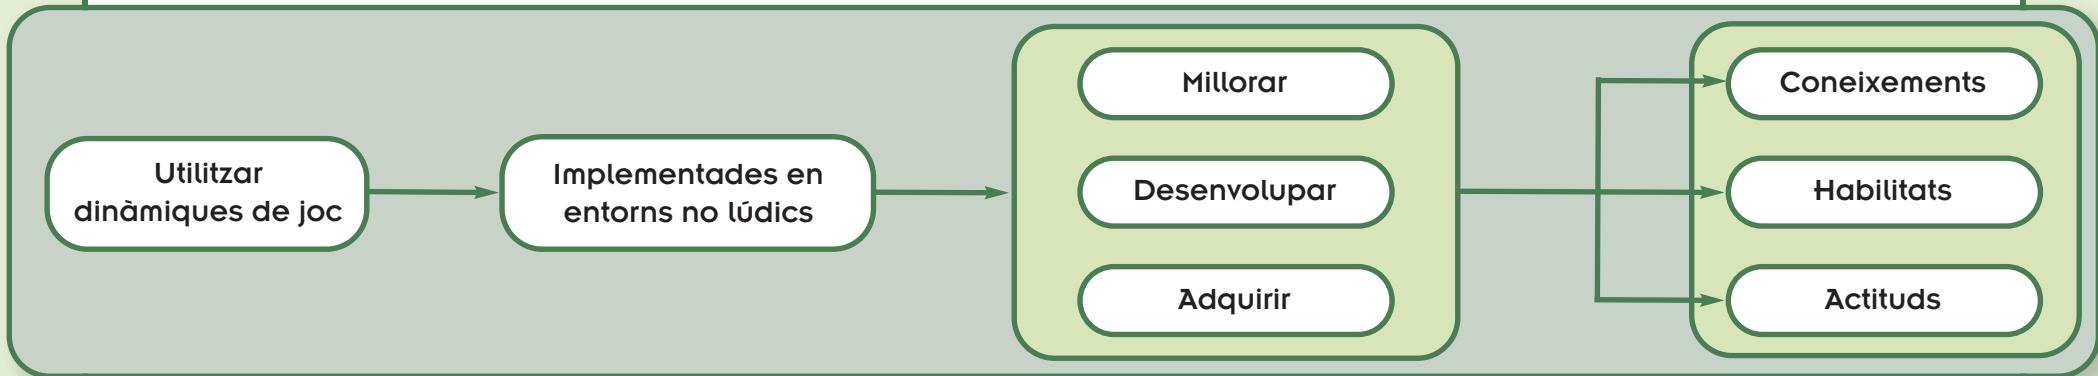 Utilitzar
dinàmiques de joc
Implementades en
entorns no lúdics
Millorar
Desenvolupar
Adquirir
Coneixements
Habilitats
Actituds